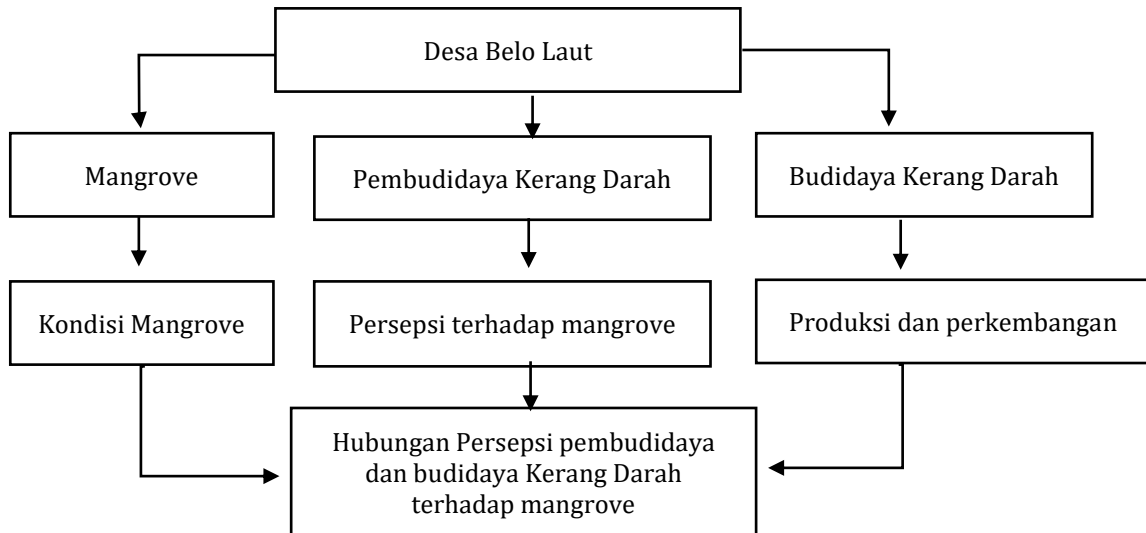 Desa Belo Laut
Mangrove
Pembudidaya Kerang Darah
Budidaya Kerang Darah
Kondisi Mangrove
Persepsi terhadap mangrove
Produksi dan perkembangan
Hubungan Persepsi pembudidaya
dan budidaya Kerang Darah
terhadap mangrove